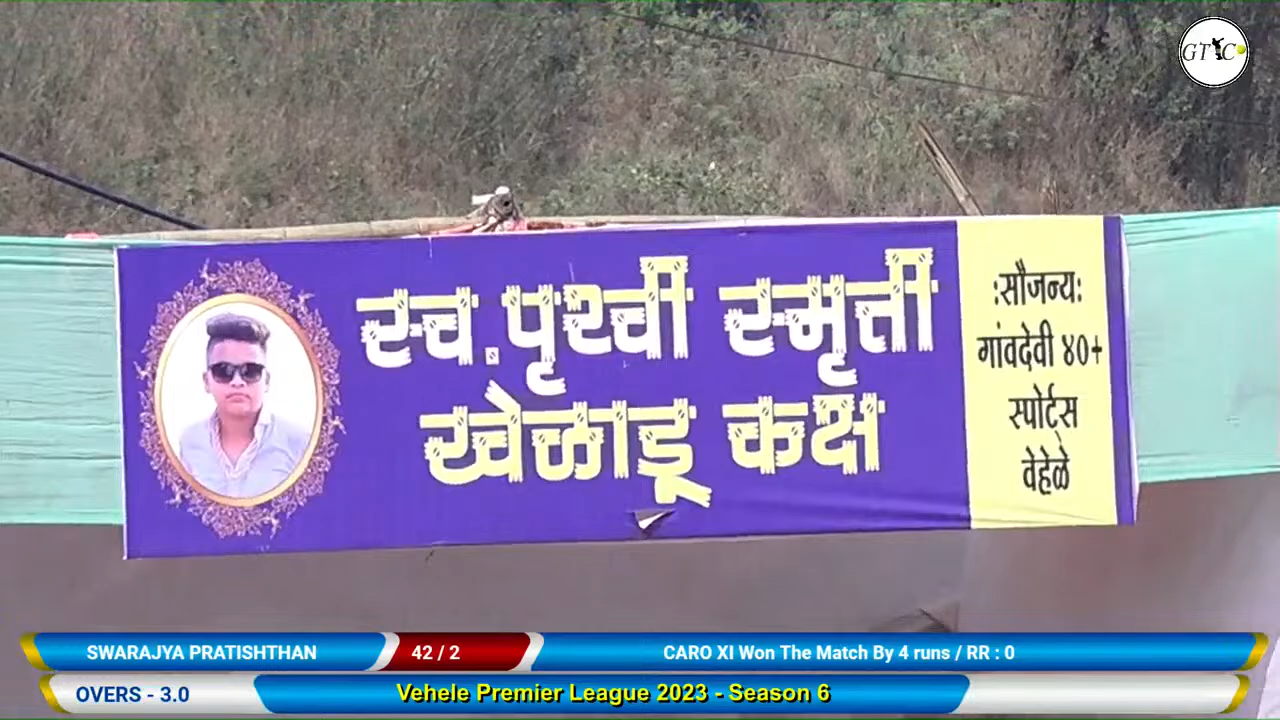 GTC
स्व.पृथ्वी स्मृत्ती
खेळाडू कक्ष
:सौजन्य:
गांवदेवी ४०+
स्पोर्ट्स
वेहेळे
SWARAJYA PRATISHTHAN 42 / 2 CARO XI Won The Match By 4 runs / RR : 0
OVERS - 3.0 Vehele Premier League 2023 - Season 6